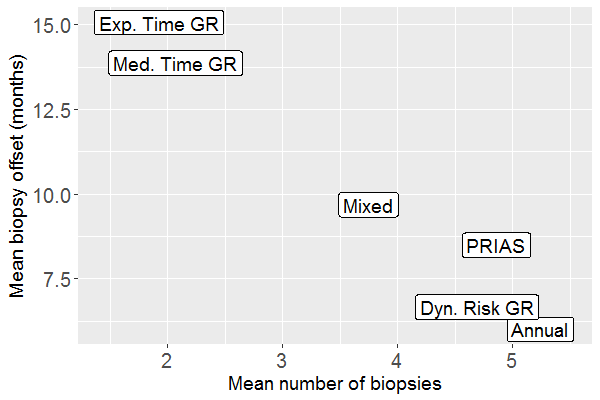 Mean biopsy offset (months)
15.0
12.5
10.0
7.5
Exp. Time GR
Med. Time GR
Mixed
PRIAS
Dyn. Risk GR
Annual
2 3 4 5
Mean number of biopsies